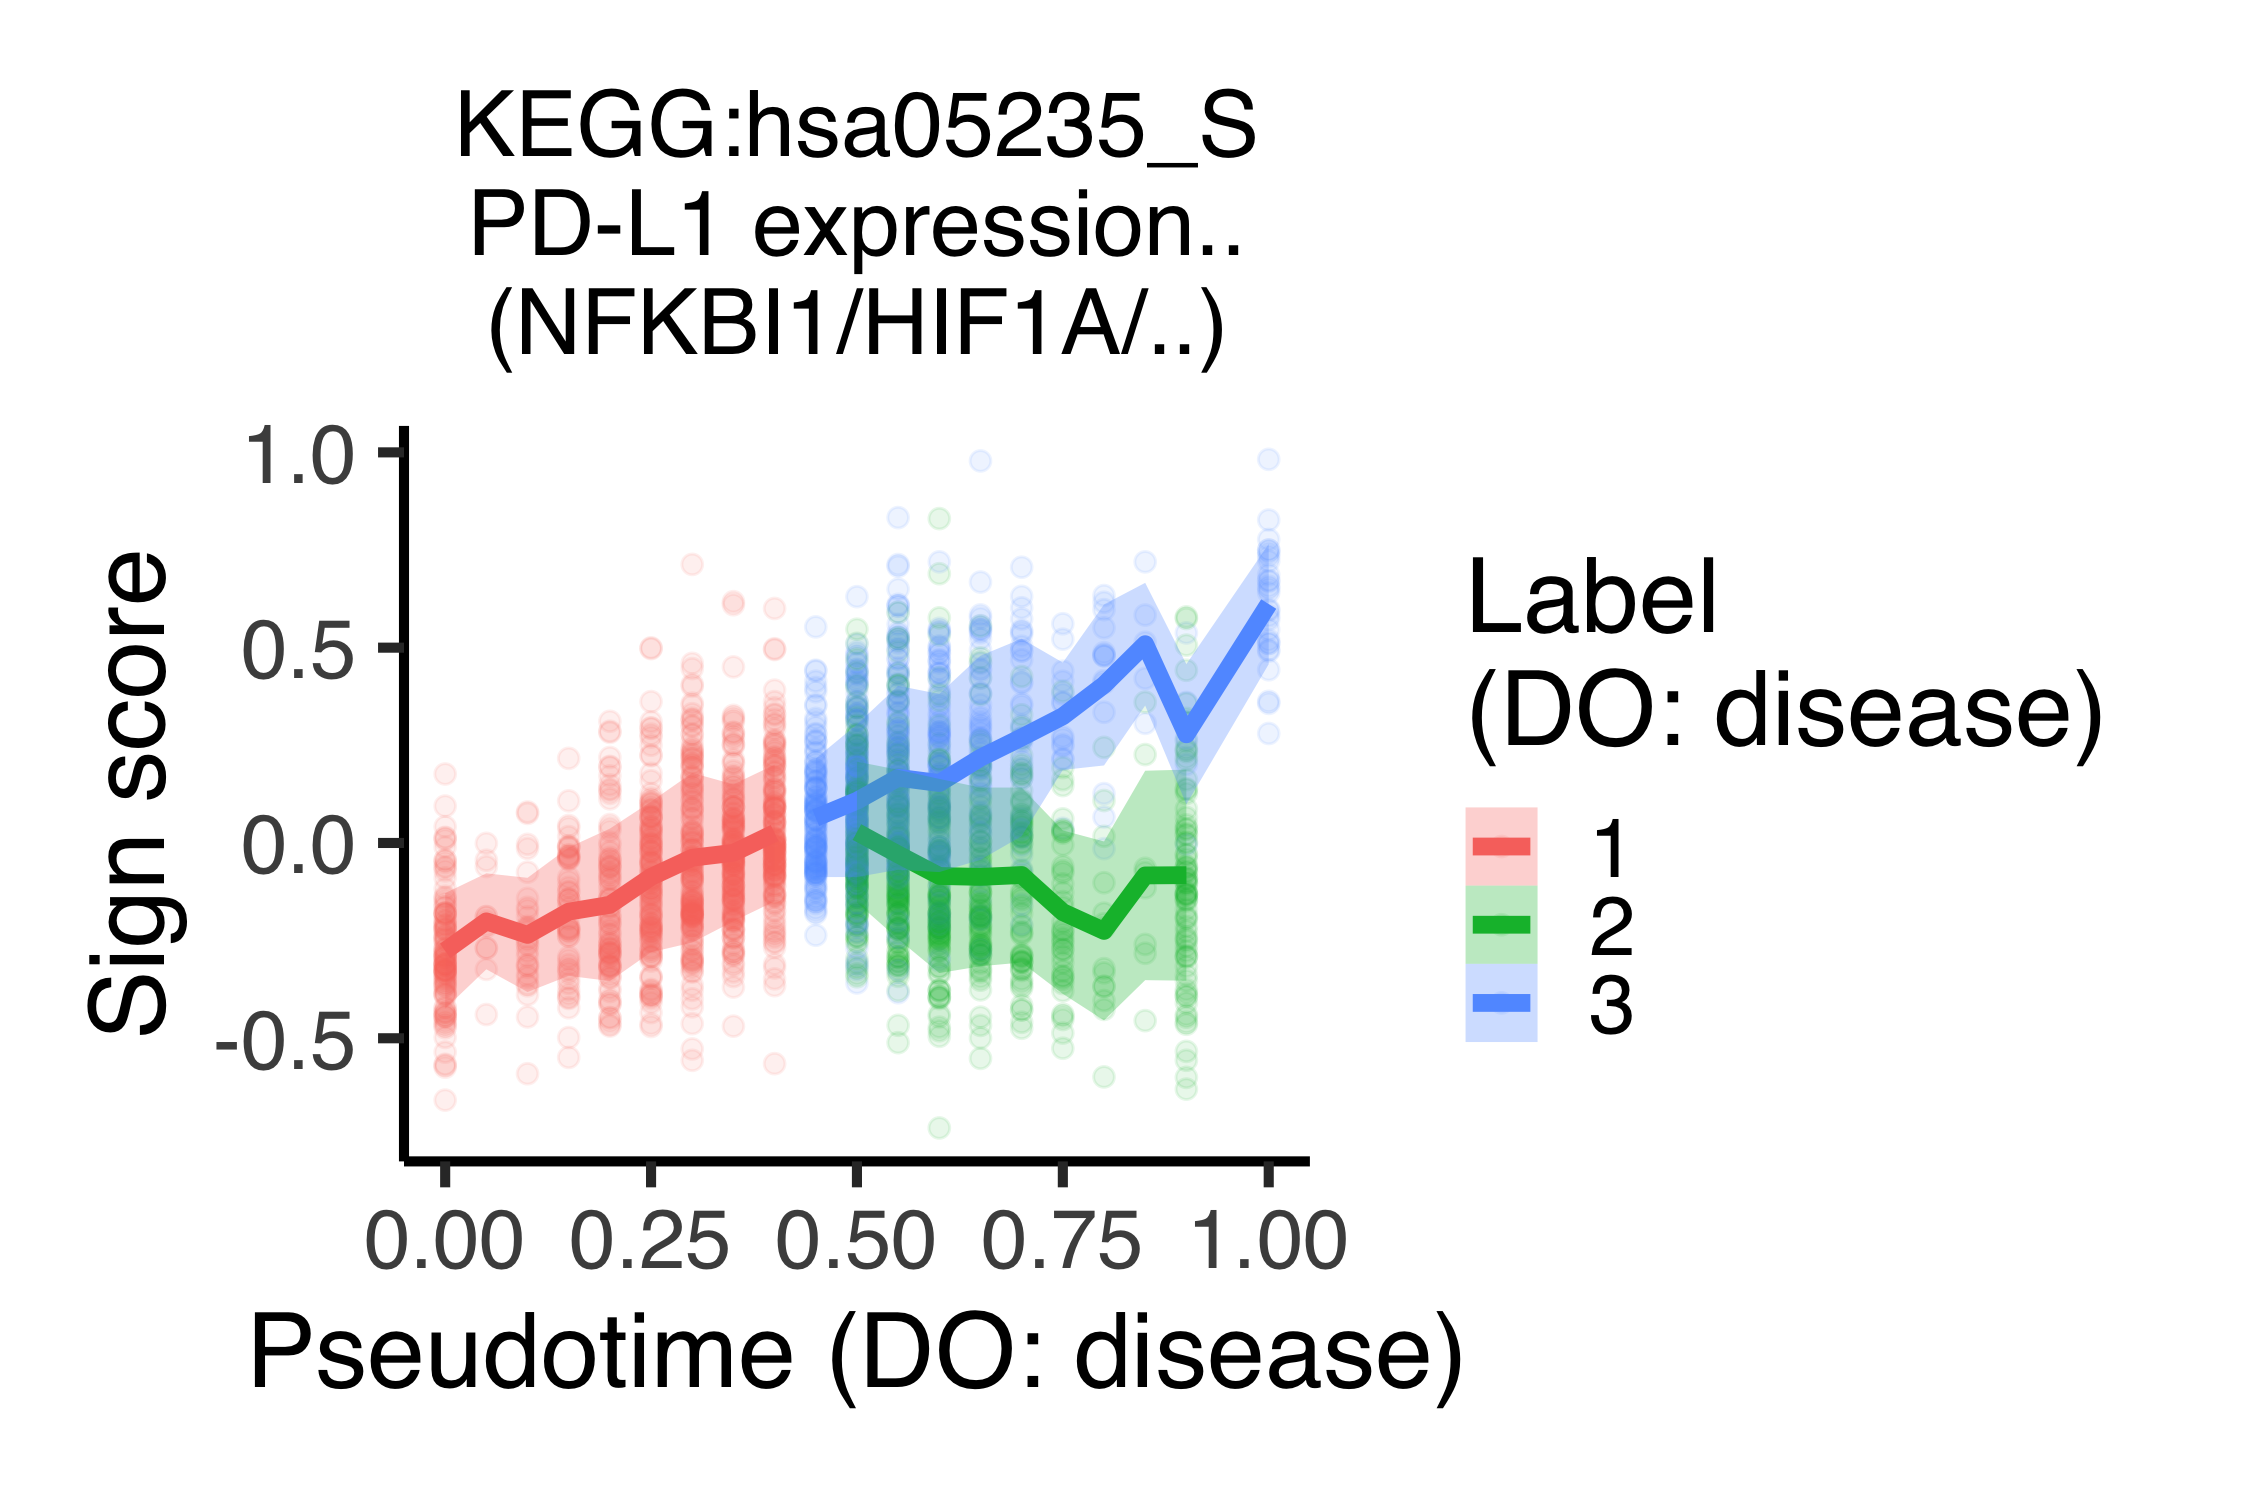 KEGG:hsa05235_S
PD-L1 expression..
(NFKBI1/HIF1A/..)
1.0
0.5
0.0
-0.5
Sign score
0.00 0.25 0.50 0.75 1.00
Pseudotime (DO: disease)
Label
(DO: disease)
1
2
3